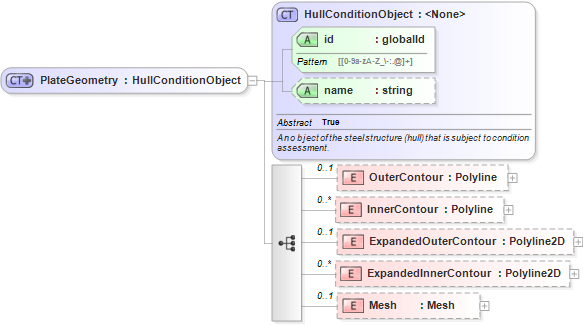 CT HullConditionObject : <None>
A id : globalId
Pattern [[0-9a-zA-Z_\-:.@]+]
CT PlateGeometry : HullConditionObject
A name : string
Abstract True
An object of the steel structure (hull) that is subject to condition
assessment.
0..1
E OuterContour : Polyline
0..*
E InnerContour : Polyline
0..1
E ExpandedOuterContour : Polyline2D
0..*
E ExpandedInnerContour : Polyline2D
0..1
E Mesh : Mesh